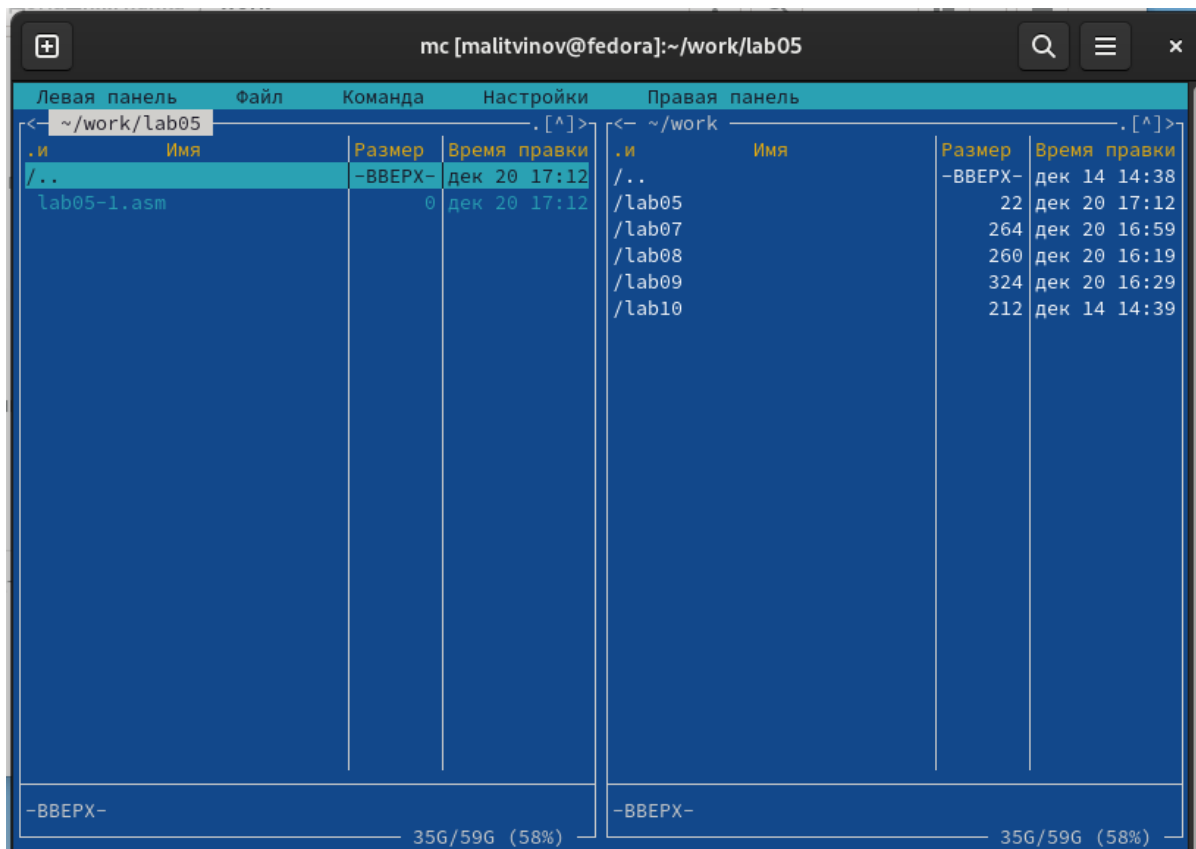 mc [malitvinov@fedora]:~/work/lab05
Левая панель Файл Команда Настройки Правая панель
<— ~/work/lab05 .[^]> <— ~/work .[^]>
.и Имя Размер Время правки .и Имя Размер Время правки
/.. -ВВЕРХ- дек 20 17:12 /.. -ВВЕРХ- дек 14 14:38
lab05-1.asm 0 дек 20 17:12 /lab05 22 дек 20 17:12
/lab07 264 дек 20 16:59
/lab08 260 дек 20 16:19
/lab09 324 дек 20 16:29
/lab10 212 дек 14 14:39
-ВВЕРХ- -ВВЕРХ-
35G/59G (58%) 35G/59G (58%)